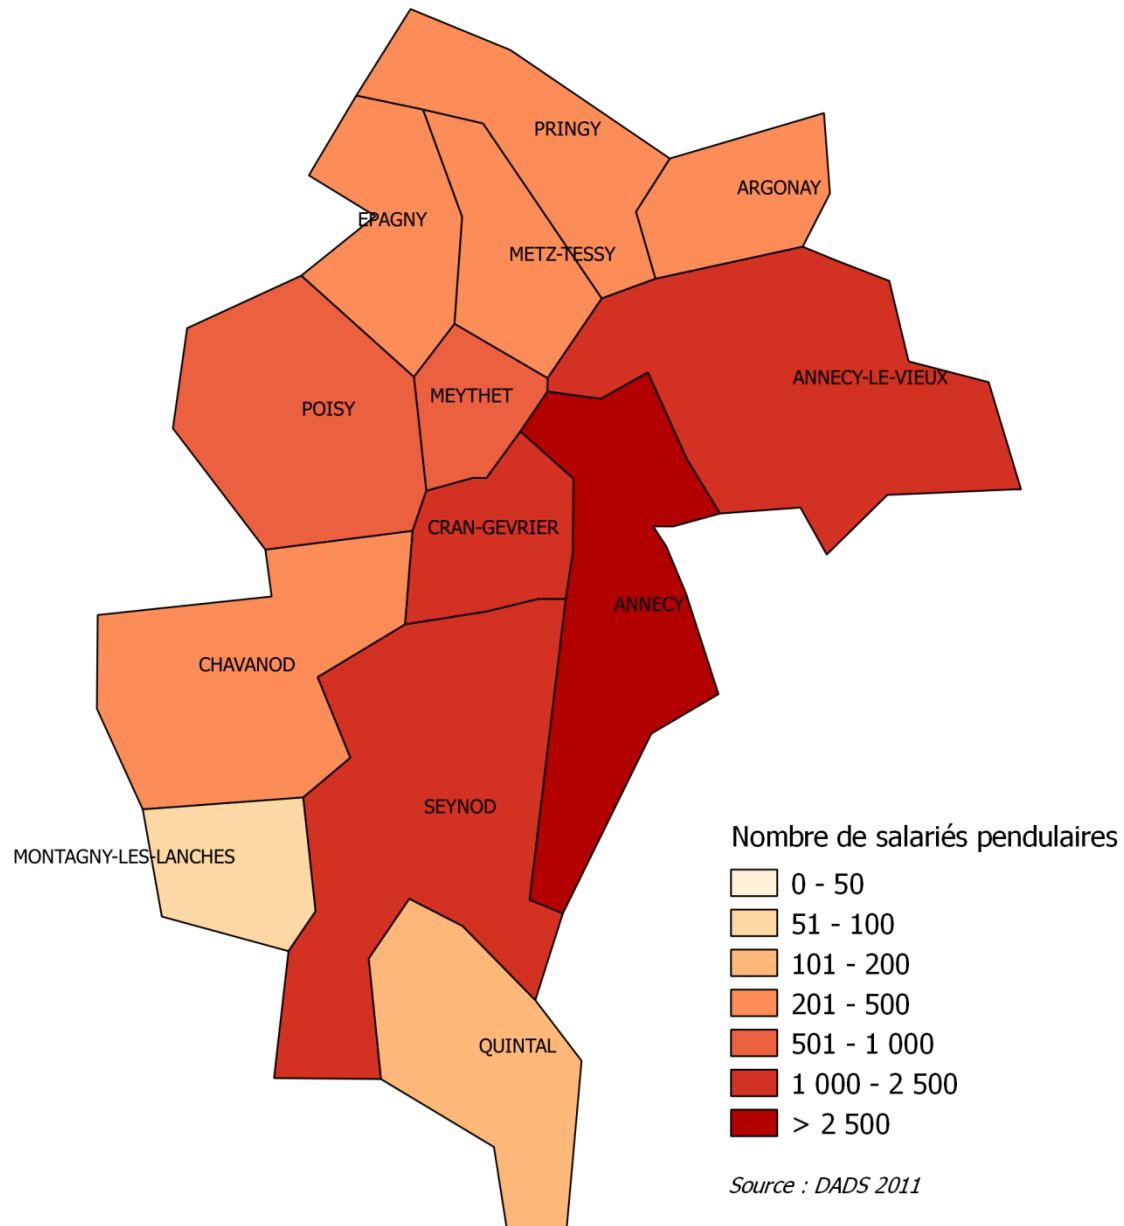 PRINGY
ARGONAY
EPAGNY
METZ-TESSY
ANNECY-LE-VIEUX
MEYTHET
POISY
CRAN-GEVRIER
ANNECY
CHAVANOD
SEYNOD
MONTAGNY-LES-LANCHES
QUINTAL
Nombre de salariés pendulaires
0 - 50
51 - 100
101 - 200
201 - 500
501 - 1 000
1 000 - 2 500
> 2 500
Source : DADS 2011